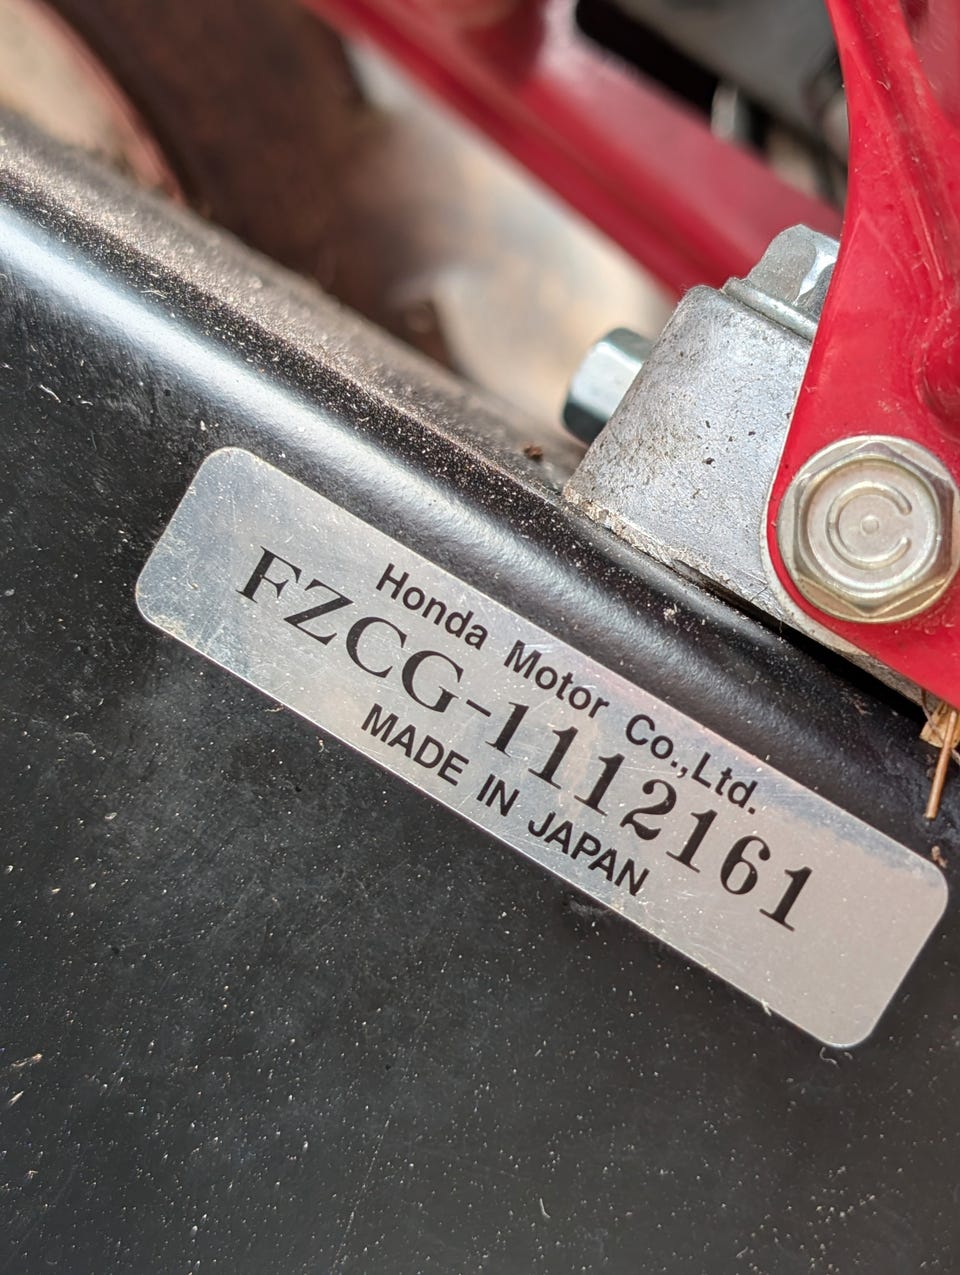 Honda Motor Co.,Ltd.
FZCG-1112161
MADE IN JAPAN